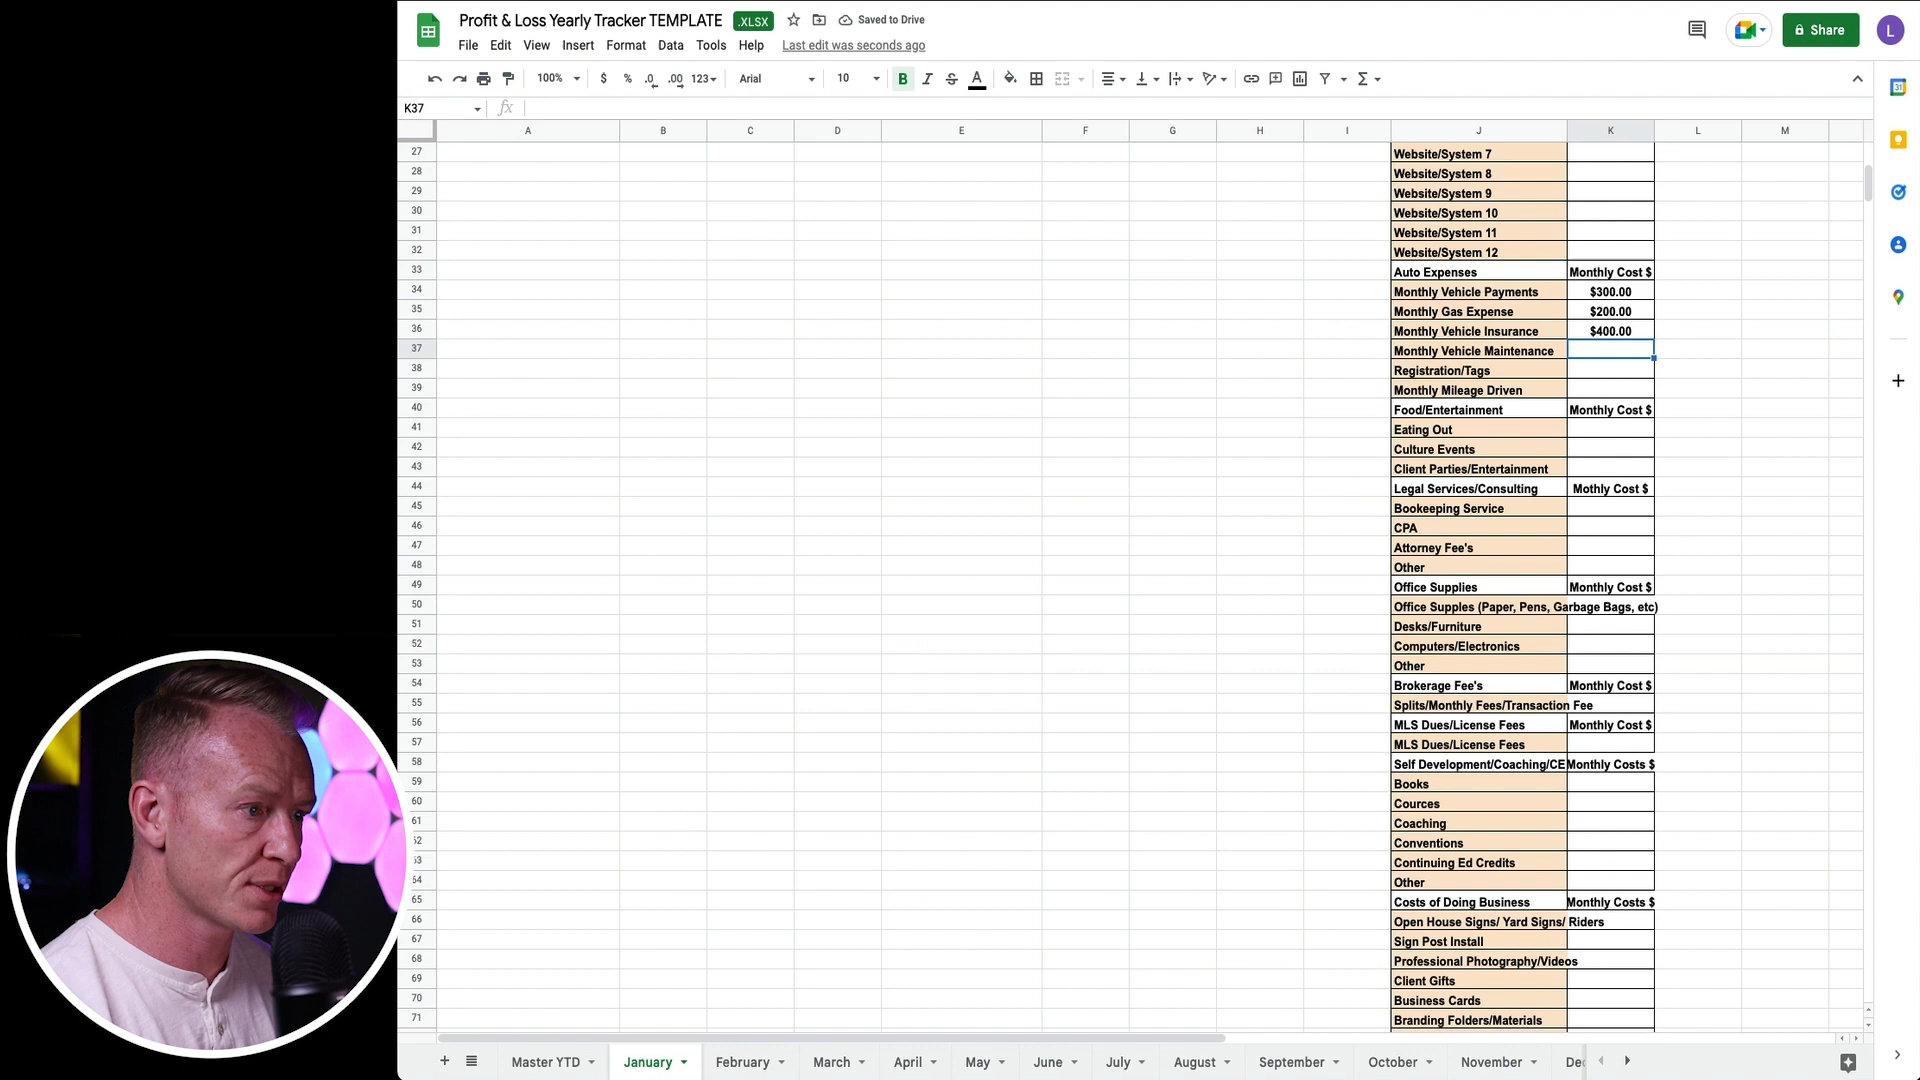 Profit & Loss Yearly Tracker TEMPLATE .XLSX Saved to Drive
File Edit View Insert Format Data Tools Help Last edit was seconds ago
Share
L
100% $ % .0 .00 123 Arial 10 B I S A
31
K37 fx
A B C D E F G H I J K L M
27 Website/System 7
28 Website/System 8
29 Website/System 9
30 Website/System 10
31 Website/System 11
32 Website/System 12
33 Auto Expenses Monthly Cost $
34 Monthly Vehicle Payments $300.00
35 Monthly Gas Expense $200.00
36 Monthly Vehicle Insurance $400.00
37 Monthly Vehicle Maintenance
38 Registration/Tags
39 Monthly Mileage Driven
40 Food/Entertainment Monthly Cost $
41 Eating Out
42 Culture Events
43 Client Parties/Entertainment
44 Legal Services/Consulting Mothly Cost $
45 Bookeeping Service
46 CPA
47 Attorney Fee's
48 Other
49 Office Supplies Monthly Cost $
50 Office Supples (Paper, Pens, Garbage Bags, etc)
51 Desks/Furniture
52 Computers/Electronics
53 Other
54 Brokerage Fee's Monthly Cost $
55 Splits/Monthly Fees/Transaction Fee
56 MLS Dues/License Fees Monthly Cost $
57 MLS Dues/License Fees
58 Self Development/Coaching/CE Monthly Costs $
59 Books
60 Cources
61 Coaching
62 Conventions
63 Continuing Ed Credits
64 Other
65 Costs of Doing Business Monthly Costs $
66 Open House Signs/ Yard Signs/ Riders
67 Sign Post Install
68 Professional Photography/Videos
69 Client Gifts
70 Business Cards
71 Branding Folders/Materials
Master YTD January February March April May June July August September October November De